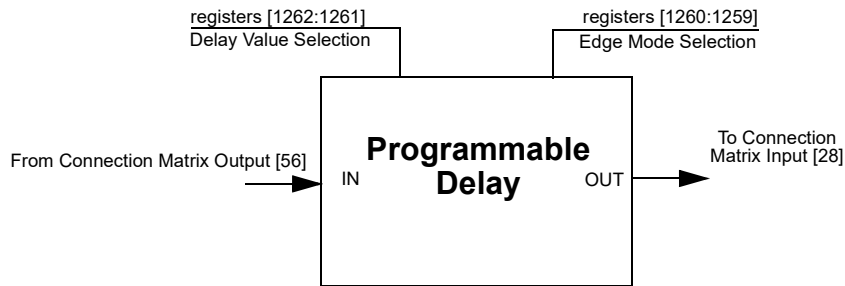 registers [1262:1261]
Delay Value Selection
registers [1260:1259]
Edge Mode Selection
From Connection Matrix Output [56]
IN
Programmable
Delay
OUT
To Connection
Matrix Input [28]